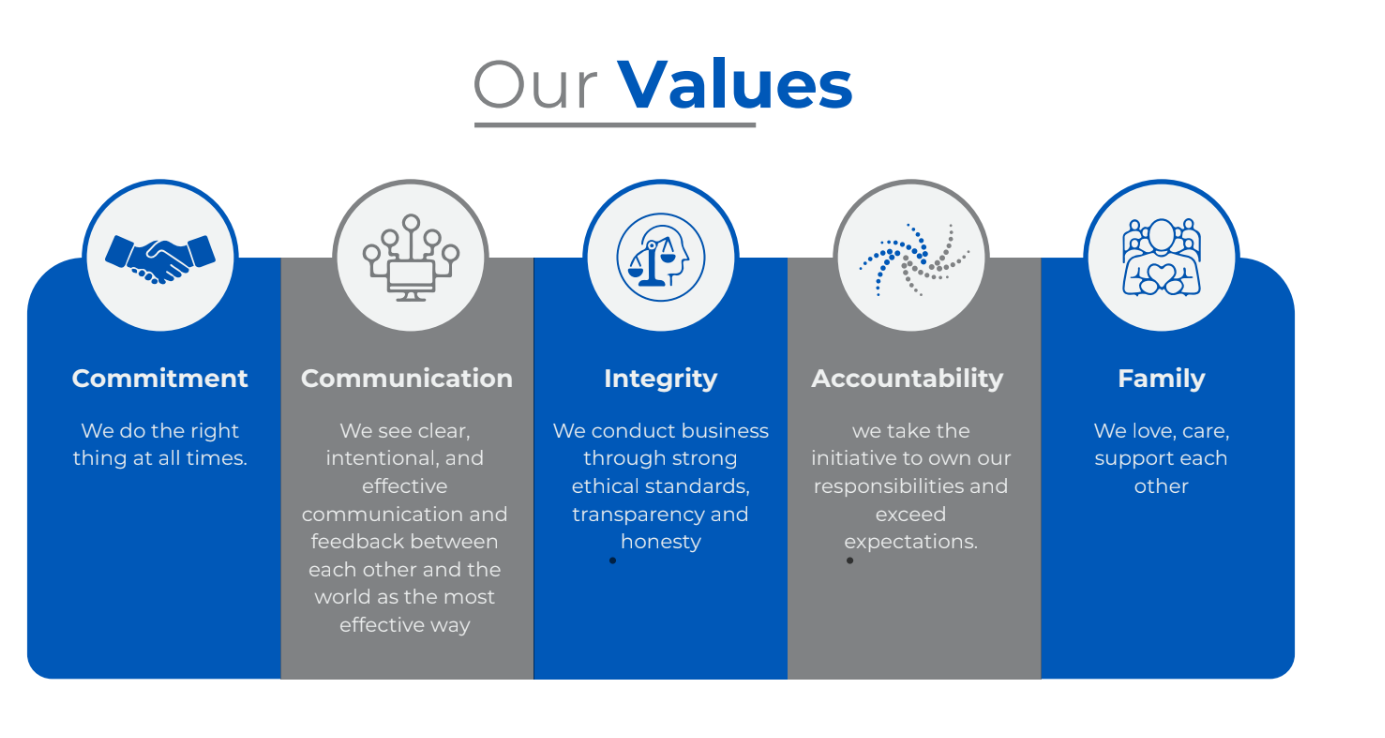 Our Values
Commitment
We do the right
thing at all times.
Communication
We see clear,
intentional, and
effective
communication and
feedback between
each other and the
world as the most
effective way
Integrity
We conduct business
through strong
ethical standards,
transparency and
honesty
Accountability
we take the
initiative to own our
responsibilities and
exceed
expectations.
Family
We love, care,
support each
other